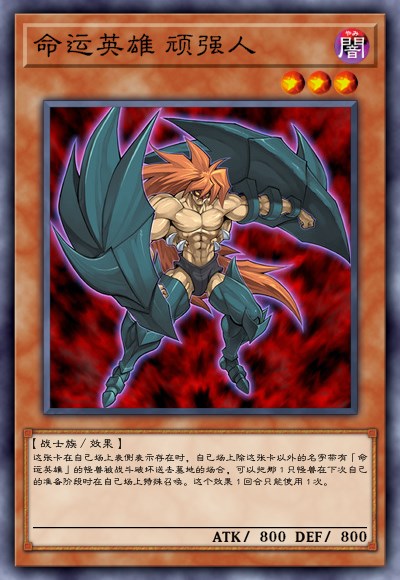 命运英雄 顽强人
やみ
闇
【战士族／效果】
这张卡在自己场上表侧表示存在时，自己场上除这张卡以外的名字带有「命
运英雄」的怪兽被战斗破坏送去墓地的场合，可以把那1只怪兽在下次自己
的准备阶段时在自己场上特殊召唤。这个效果1回合只能使用1次。
ATK/ 800 DEF/ 800